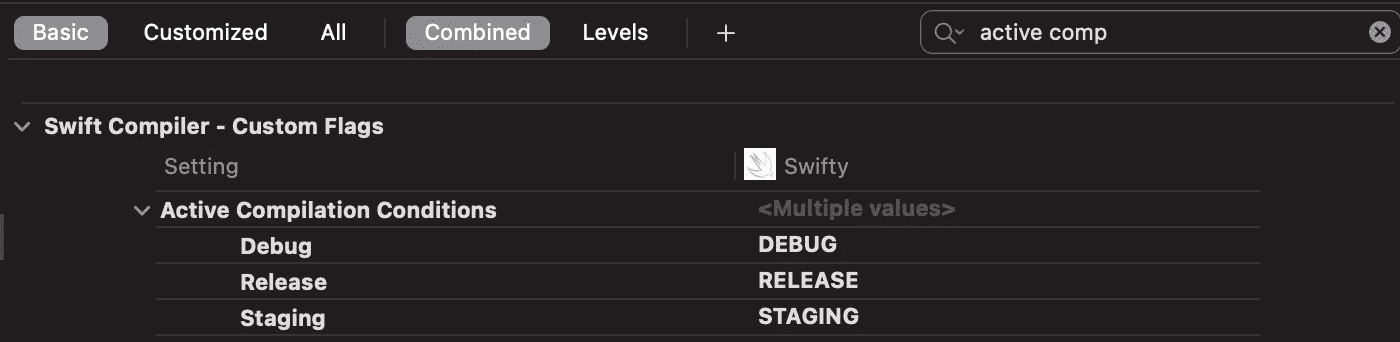 Basic Customized All Combined Levels + active comp
Swift Compiler - Custom Flags
Setting Swifty
Active Compilation Conditions <Multiple values>
Debug DEBUG
Release RELEASE
Staging STAGING